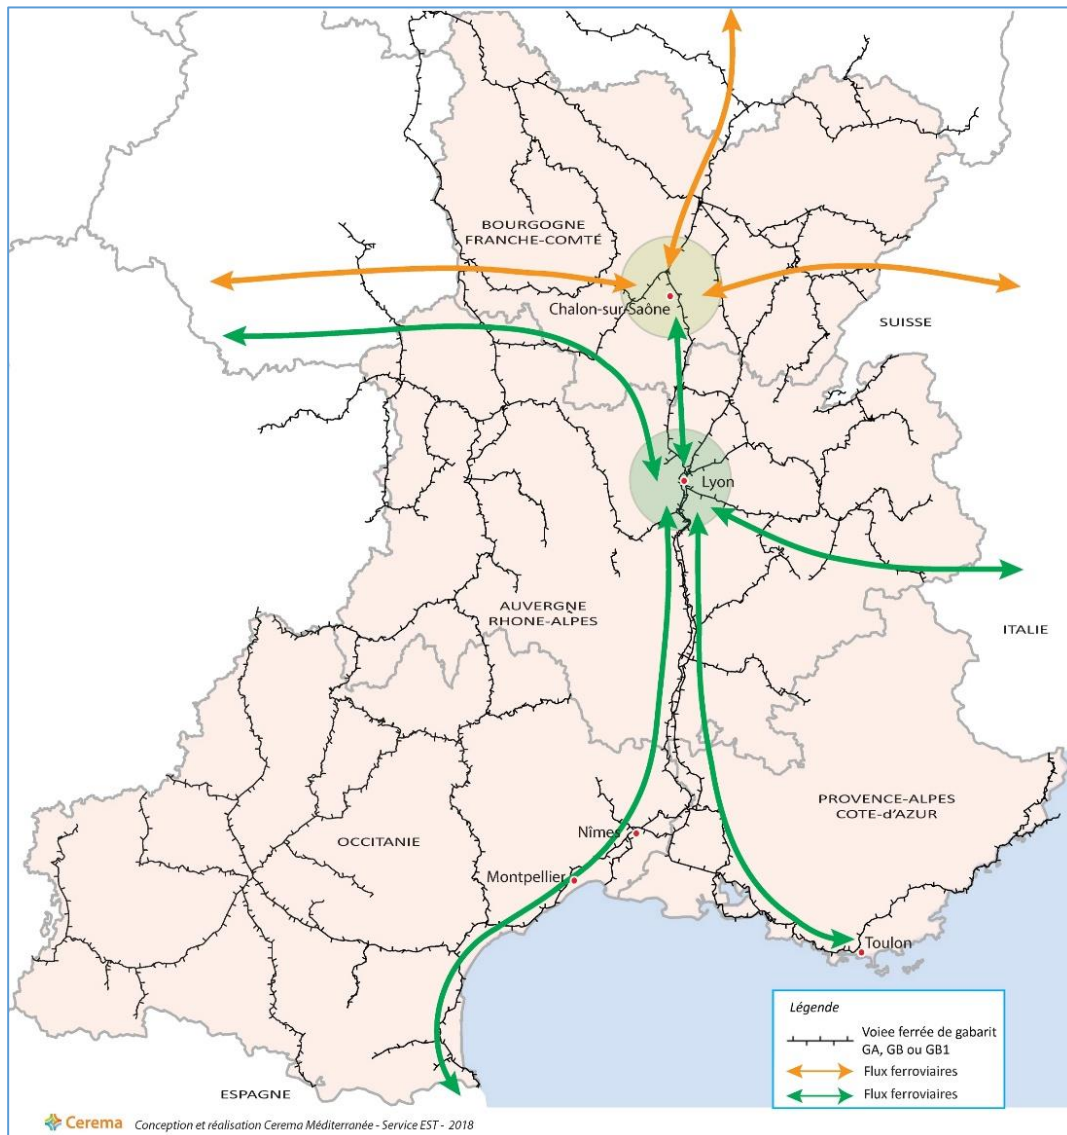 BOURGOGNE
FRANCHE-COMTÉ
Chalon-sur-Saône
SUISSE
Lyon
AUVERGNE
RHONE-ALPES
ITALIE
PROVENCE-ALPES
COTE-d'AZUR
Nîmes
OCCITANIE
Montpellier
Toulon
Légende
Voiee ferrée de gabarit
GA, GB ou GB1
Flux ferroviaires
Flux ferroviaires
ESPAGNE
Cerema Conception et réalisation Cerema Méditerranée - Service EST - 2018